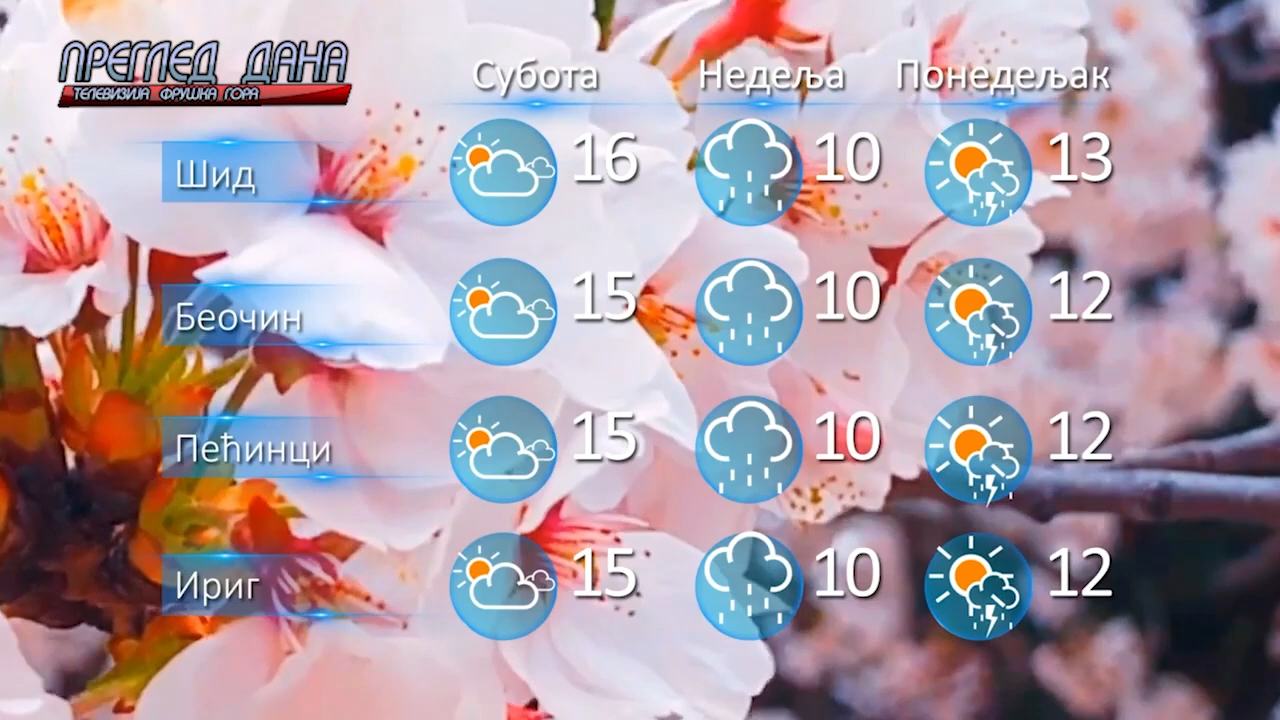 ПРЕГЛЕД ДАНА
ТЕЛЕВИЗИЈА ФРУШКА ГОРА
Субота Недеља Понедељак
Шид 16 10 13
Беочин 15 10 12
Пећинци 15 10 12
Ириг 15 10 12